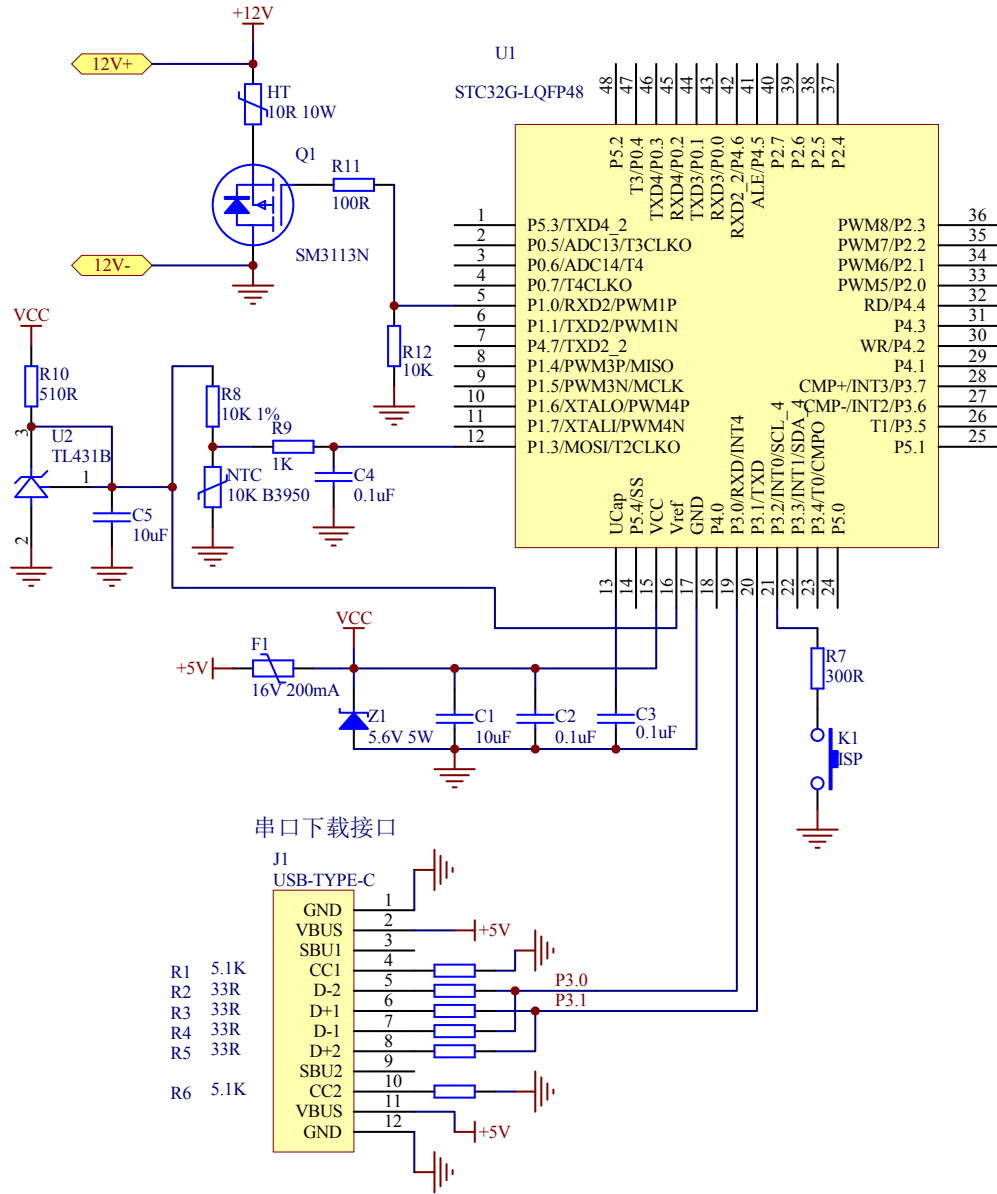 +12V
12V+
HT
10R 10W
Q1
R11
100R
SM3113N
12V-
R12
10K
VCC
R10
510R
3
U2
TL431B
1
2
C5
10uF
R8
10K 1%
R9
1K
NTC
10K B3950
C4
0.1uF
U1
STC32G-LQFP48
48 47 46 45 44 43 42 41 40 39 38 37
P5.2
T3/P0.4
TXD4/P0.3
RXD4/P0.2
TXD3/P0.1
RXD3/P0.0
RXD2_2/P4.6
ALE/P4.5
P2.7
P2.6
P2.5
P2.4
1 P5.3/TXD4_2
2 P0.5/ADC13/T3CLKO
3 P0.6/ADC14/T4
4 P0.7/T4CLKO
5 P1.0/RXD2/PWM1P
6 P1.1/TXD2/PWM1N
7 P4.7/TXD2_2
8 P1.4/PWM3P/MISO
9 P1.5/PWM3N/MCLK
10 P1.6/XTALO/PWM4P
11 P1.7/XTALI/PWM4N
12 P1.3/MOSI/T2CLKO
PWM8/P2.3 36
PWM7/P2.2 35
PWM6/P2.1 34
PWM5/P2.0 33
RD/P4.4 32
P4.3 31
WR/P4.2 30
P4.1 29
CMP+/INT3/P3.7 28
CMP-/INT2/P3.6 27
T1/P3.5 26
P5.1 25
UCap
P5.4/SS
VCC
Vref
GND
P4.0
P3.0/RXD/INT4
P3.1/TXD
P3.2/INT0/SCL_4
P3.3/INT1/SDA_4
P3.4/T0/CMPO
P5.0
13 14 15 16 17 18 19 20 21 22 23 24
VCC
+5V
F1
16V 200mA
Z1
5.6V 5W
C1
10uF
C2
0.1uF
C3
0.1uF
R7
300R
K1
ISP
串口下载接口
J1
USB-TYPE-C
GND 1
VBUS 2 +5V
SBU1 3
R1 5.1K CC1 4
R2 33R D-2 5 P3.0
R3 33R D+1 6 P3.1
R4 33R D-1 7
R5 33R D+2 8
SBU2 9
R6 5.1K CC2 10
VBUS 11 +5V
GND 12